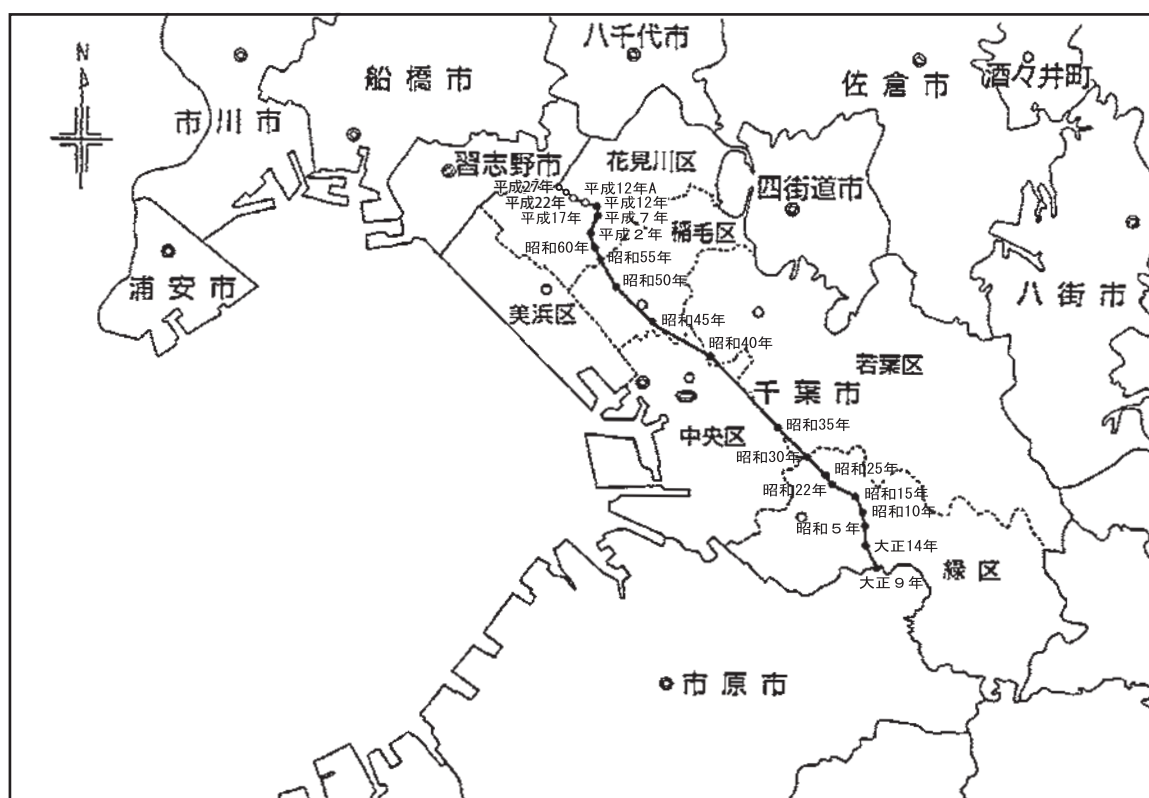 N
八千代市
船橋市
佐倉市
酒々井町
市川市
習志野市
花見川区
四街道市
平成27年
平成12年A
平成22年
平成12年
平成17年
平成７年
稲毛区
平成２年
昭和60年
昭和55年
浦安市
昭和50年
八街市
美浜区
昭和45年
昭和40年
若葉区
千葉市
昭和35年
中央区
昭和30年
昭和25年
昭和22年
昭和15年
昭和10年
昭和５年
大正14年
緑区
大正９年
市原市